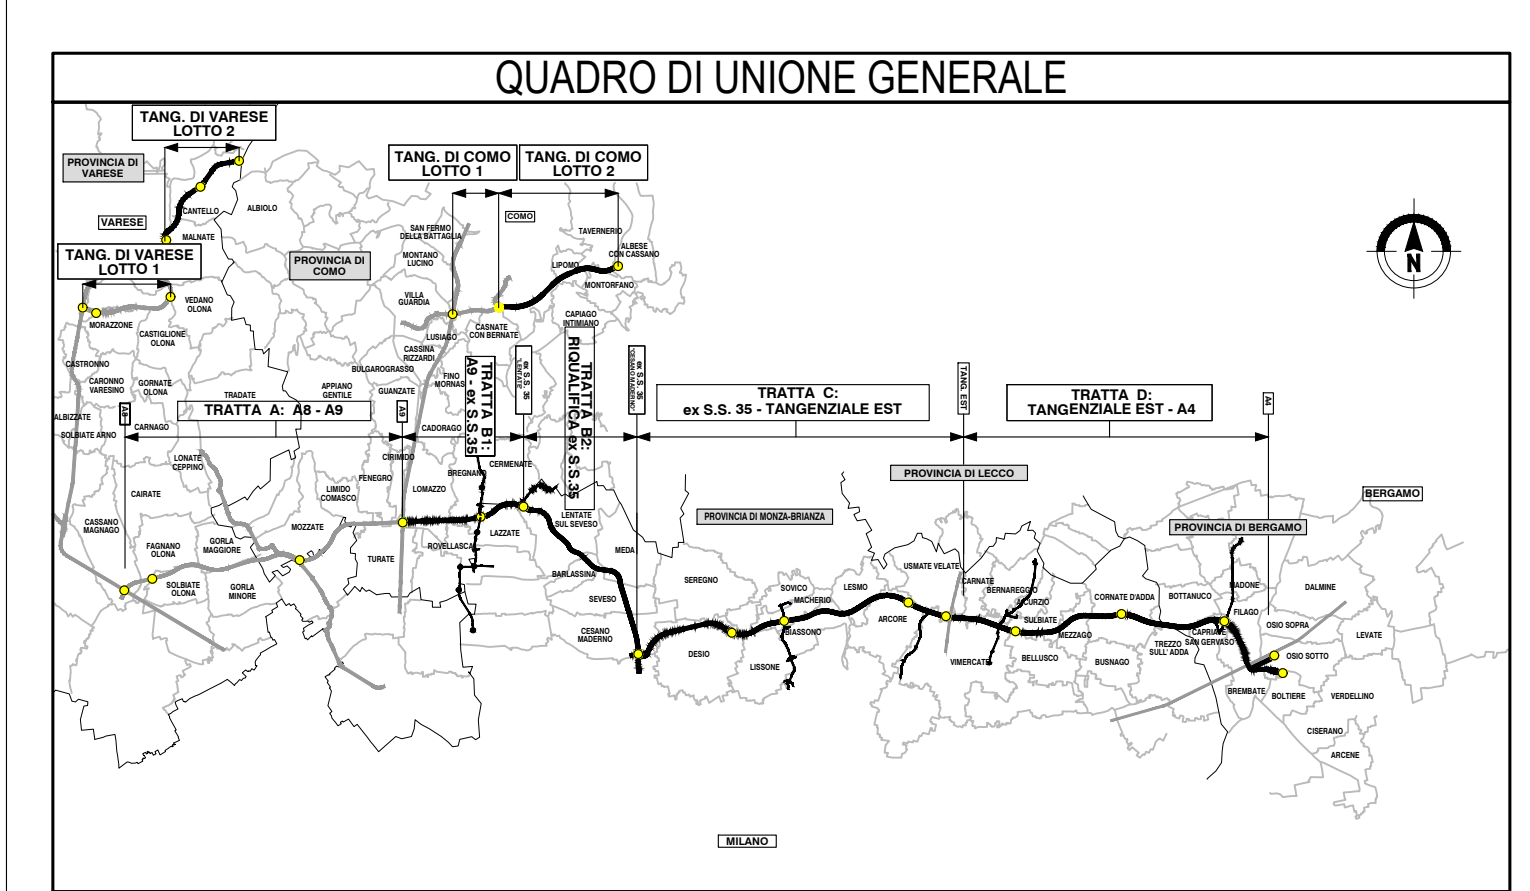 QUADRO DI UNIONE GENERALE
TANG. DI VARESE
LOTTO 2
PROVINCIA DI
VARESE
TANG. DI COMO
LOTTO 1
TANG. DI COMO
LOTTO 2
VARESE
CANTELLO
ALBIOLO
MALNATE
COMO
SAN FERMO
DELLA BATTAGLIA
TAVERNERIO
ALBESE
CON CASSANO
TANG. DI VARESE
LOTTO 1
PROVINCIA DI
COMO
MONTANO
LUCINO
LIPOMO
MONTORFANO
N
VEDANO
OLONA
MORAZZONE
CASTIGLIONE
OLONA
VILLA
GUARDIA
LUSIAGO
CASNATE
CON BERNATE
CAPIAGO
INTIMIANO
CASTRONNO
CARONNO
VARESINO
GORNATE
OLONA
TRADATE
APPIANO
GENTILE
BULGAROGRASSO
CASSINA
RIZZARDI
GUANZATE
FINO
MORNAS
TRATTA B1:
A9 - ex S.S.35
ex S.S. 35
"LENTATE"
TRATTA B2:
RIQUALIFICA ex S.S.35
ex S.S. 35
"CESANO MADERNO"
TRATTA C:
ex S.S. 35 - TANGENZIALE EST
TANG. EST
TRATTA D:
TANGENZIALE EST - A4
A4
ALBIZZATE
SOLBIATE ARNO
A8
CARNAGO
TRATTA A: A8 - A9
A9
CADORAGO
CIRIMIDO
LONATE
CEPPINO
CAIRATE
CASSANO
MAGNAGO
FENEGRO
LIMIDO
COMASCO
LOMAZZO
BREGNANO
CERMENATE
LENTATE
SUL SEVESO
PROVINCIA DI MONZA-BRIANZA
PROVINCIA DI LECCO
BERGAMO
PROVINCIA DI BERGAMO
MOZZATE
GORLA
MAGGIORE
FAGNANO
OLONA
SOLBIATE
OLONA
GORLA
MINORE
TURATE
ROVELLASCA
LAZZATE
BARLASSINA
MEDA
SEVESO
CESANO
MADERNO
SEREGNO
DESIO
LISSONE
SOVICO
MACHERIO
BIASSONO
LESMO
ARCORE
USMATE VELATE
CARNATE
BERNAREGGIO
SULBIATE
MEZZAGO
VIMERCATE
BELLUSCO
BUSNAGO
CORNATE D'ADDA
BOTTANUCO
TREZZO
SULL' ADDA
MADONE
FILAGO
CAPRIATE
SAN GERVASO
DALMINE
OSIO SOPRA
OSIO SOTTO
LEVATE
BREMBATE
BOLTIERE
VERDELLINO
CISERANO
ARCENE
MILANO